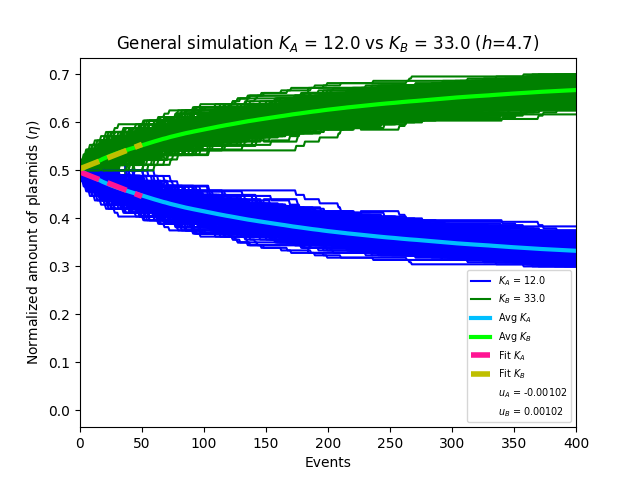 General simulation K_A = 12.0 vs K_B = 33.0 (h=4.7)
Normalized amount of plasmids (η)
0.7
0.6
0.5
0.4
0.3
0.2
0.1
0.0
K_A = 12.0
K_B = 33.0
Avg K_A
Avg K_B
Fit K_A
Fit K_B
u_A = -0.00102
u_B = 0.00102
0 50 100 150 200 250 300 350 400
Events